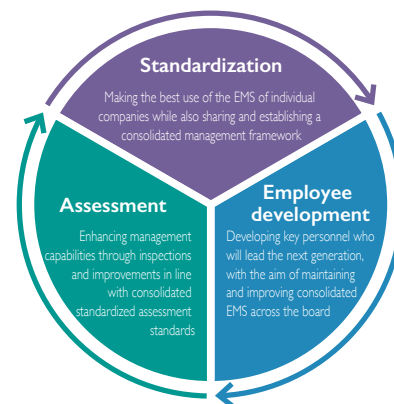 Standardization
Making the best use of the EMS of individual
companies while also sharing and establishing a
consolidated management framework
Assessment
Enhancing management
capabilities through inspections
and improvements in line
with consolidated
standardized assessment
standards
Employee
development
Developing key personnel who
will lead the next generation,
with the aim of maintaining
and improving consolidated
EMS across the board